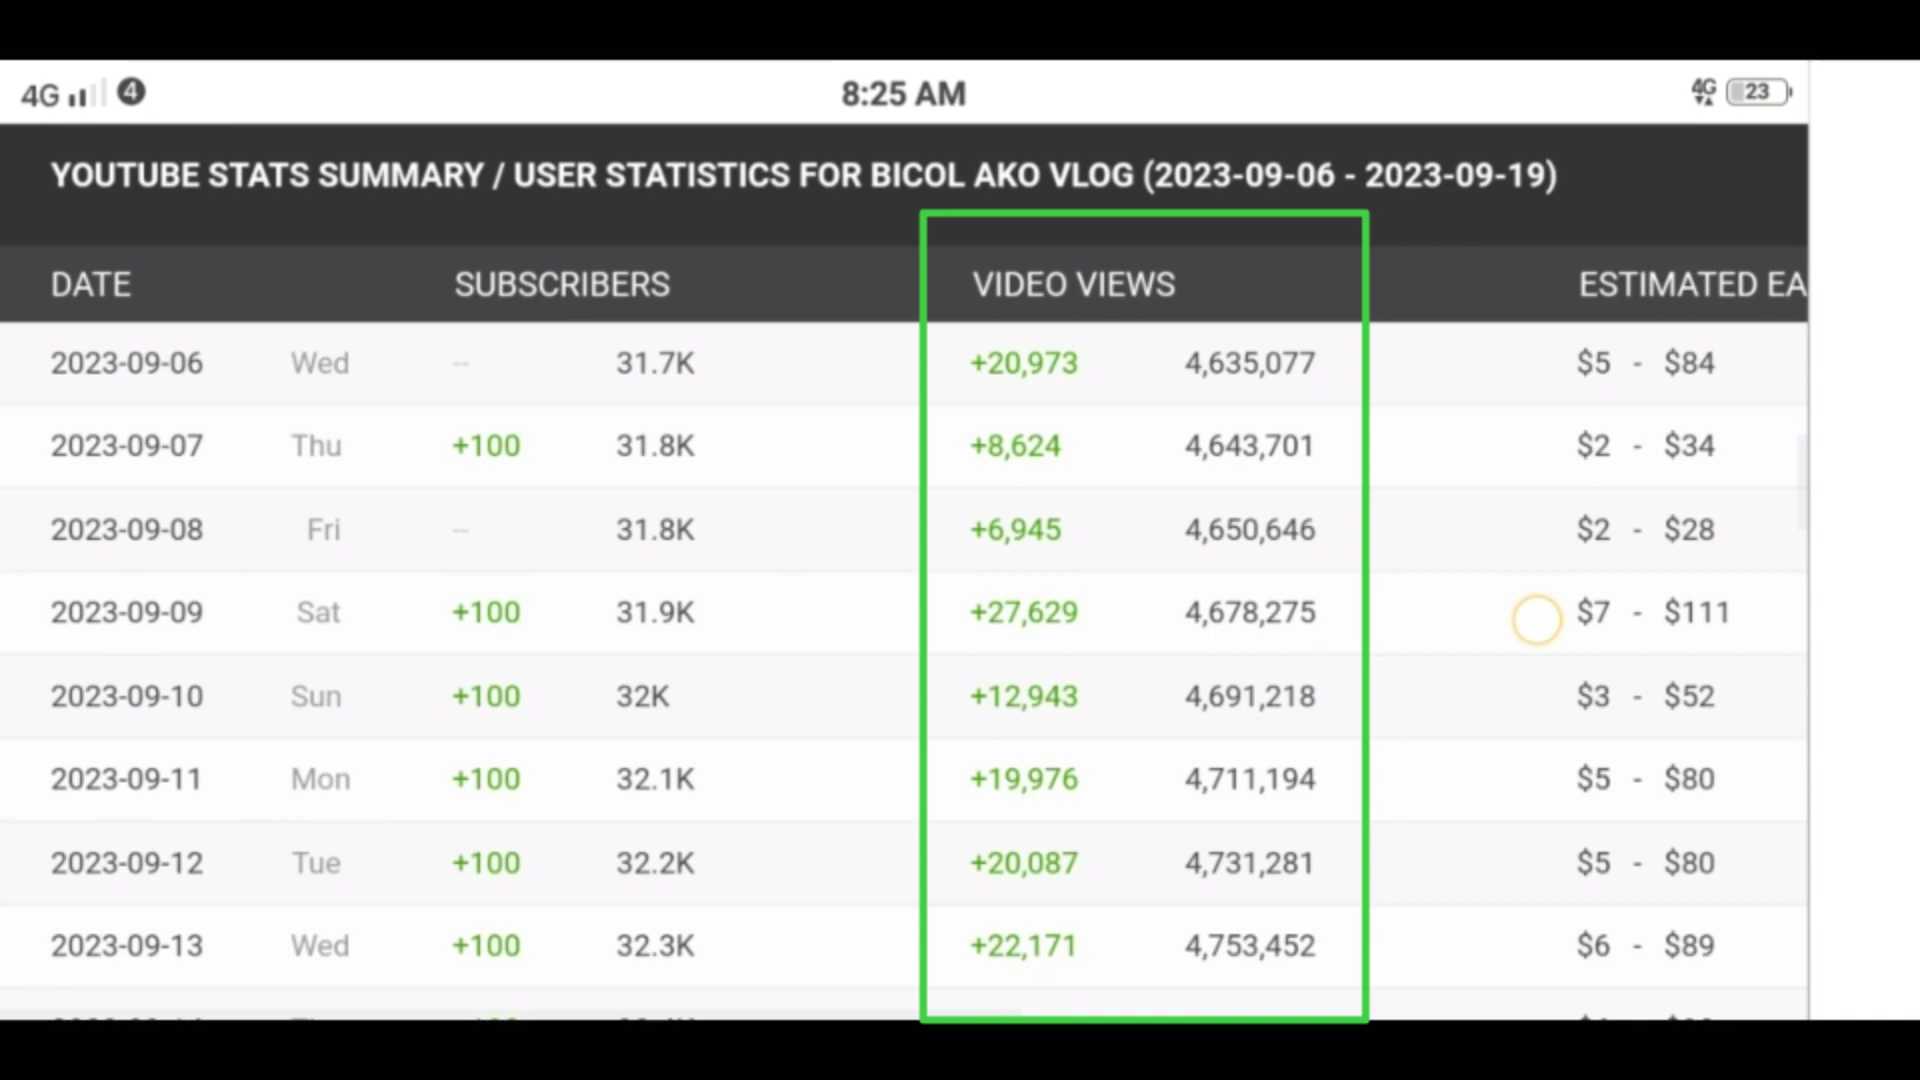 4G 4 8:25 AM 4G 23
YOUTUBE STATS SUMMARY / USER STATISTICS FOR BICOL AKO VLOG (2023-09-06 - 2023-09-19)
DATE SUBSCRIBERS VIDEO VIEWS ESTIMATED EA
2023-09-06 Wed -- 31.7K +20,973 4,635,077 $5 - $84
2023-09-07 Thu +100 31.8K +8,624 4,643,701 $2 - $34
2023-09-08 Fri -- 31.8K +6,945 4,650,646 $2 - $28
2023-09-09 Sat +100 31.9K +27,629 4,678,275 $7 - $111
2023-09-10 Sun +100 32K +12,943 4,691,218 $3 - $52
2023-09-11 Mon +100 32.1K +19,976 4,711,194 $5 - $80
2023-09-12 Tue +100 32.2K +20,087 4,731,281 $5 - $80
2023-09-13 Wed +100 32.3K +22,171 4,753,452 $6 - $89